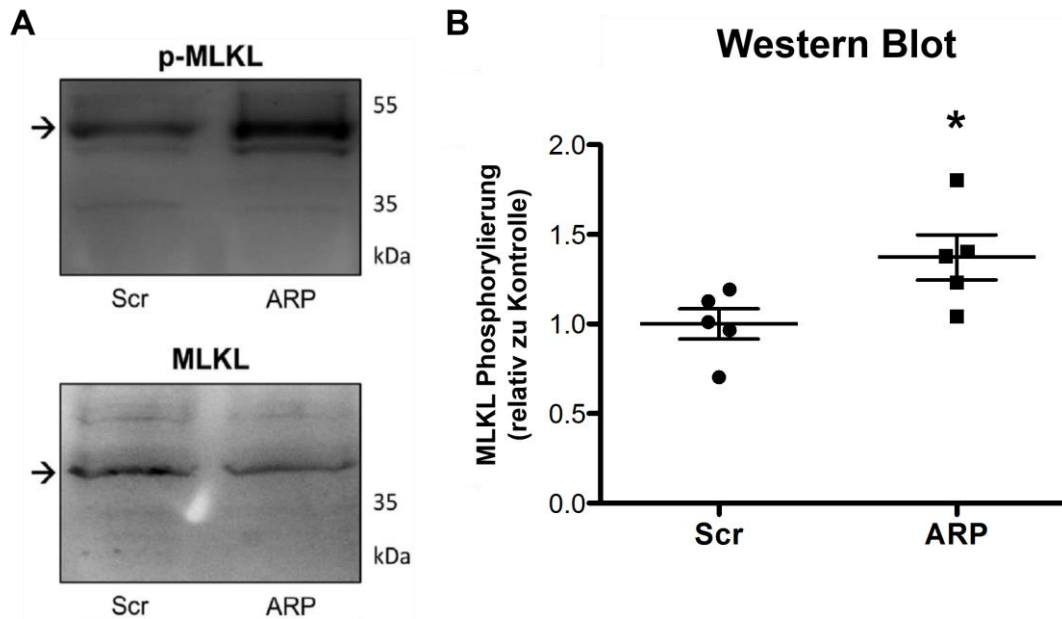 A
p-MLKL
55
35
kDa
Scr ARP
MLKL
35
kDa
Scr ARP
B
Western Blot
*
MLKL Phosphorylierung
(relativ zu Kontrolle)
2.0
1.5
1.0
0.5
0.0
Scr ARP